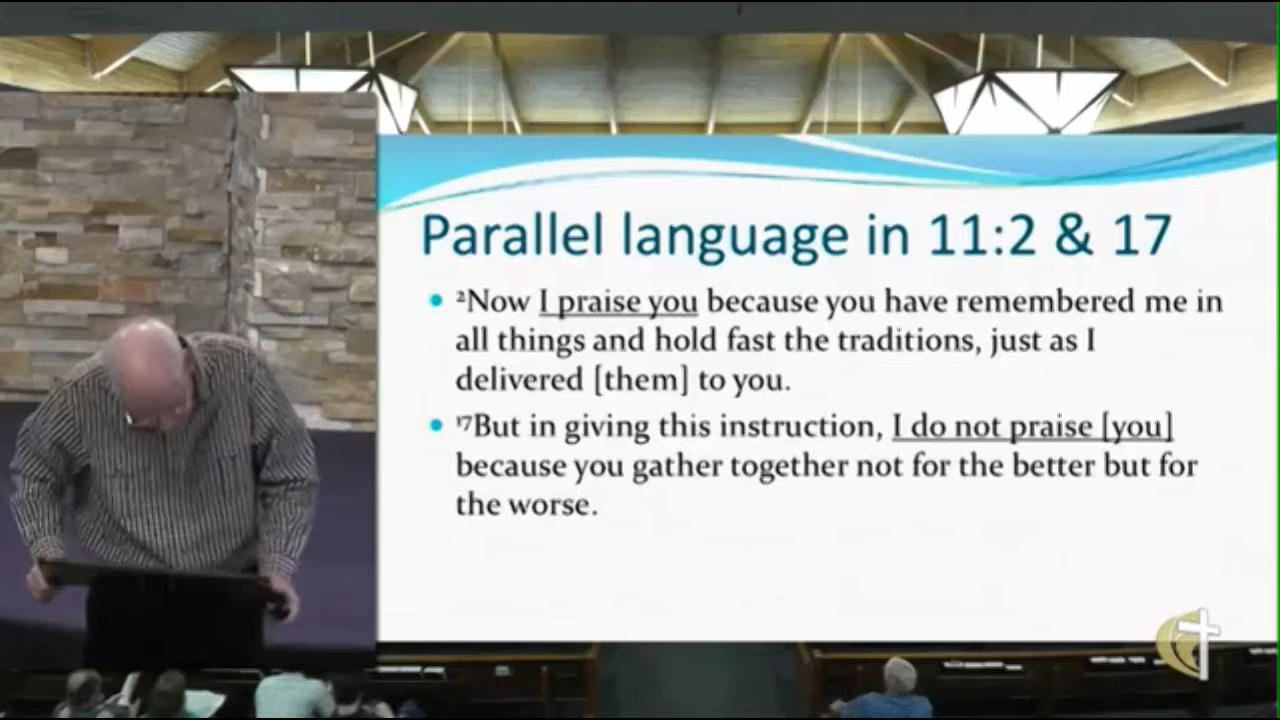 Parallel language in 11:2 & 17
²Now I praise you because you have remembered me in
all things and hold fast the traditions, just as I
delivered [them] to you.
¹⁷But in giving this instruction, I do not praise [you]
because you gather together not for the better but for
the worse.